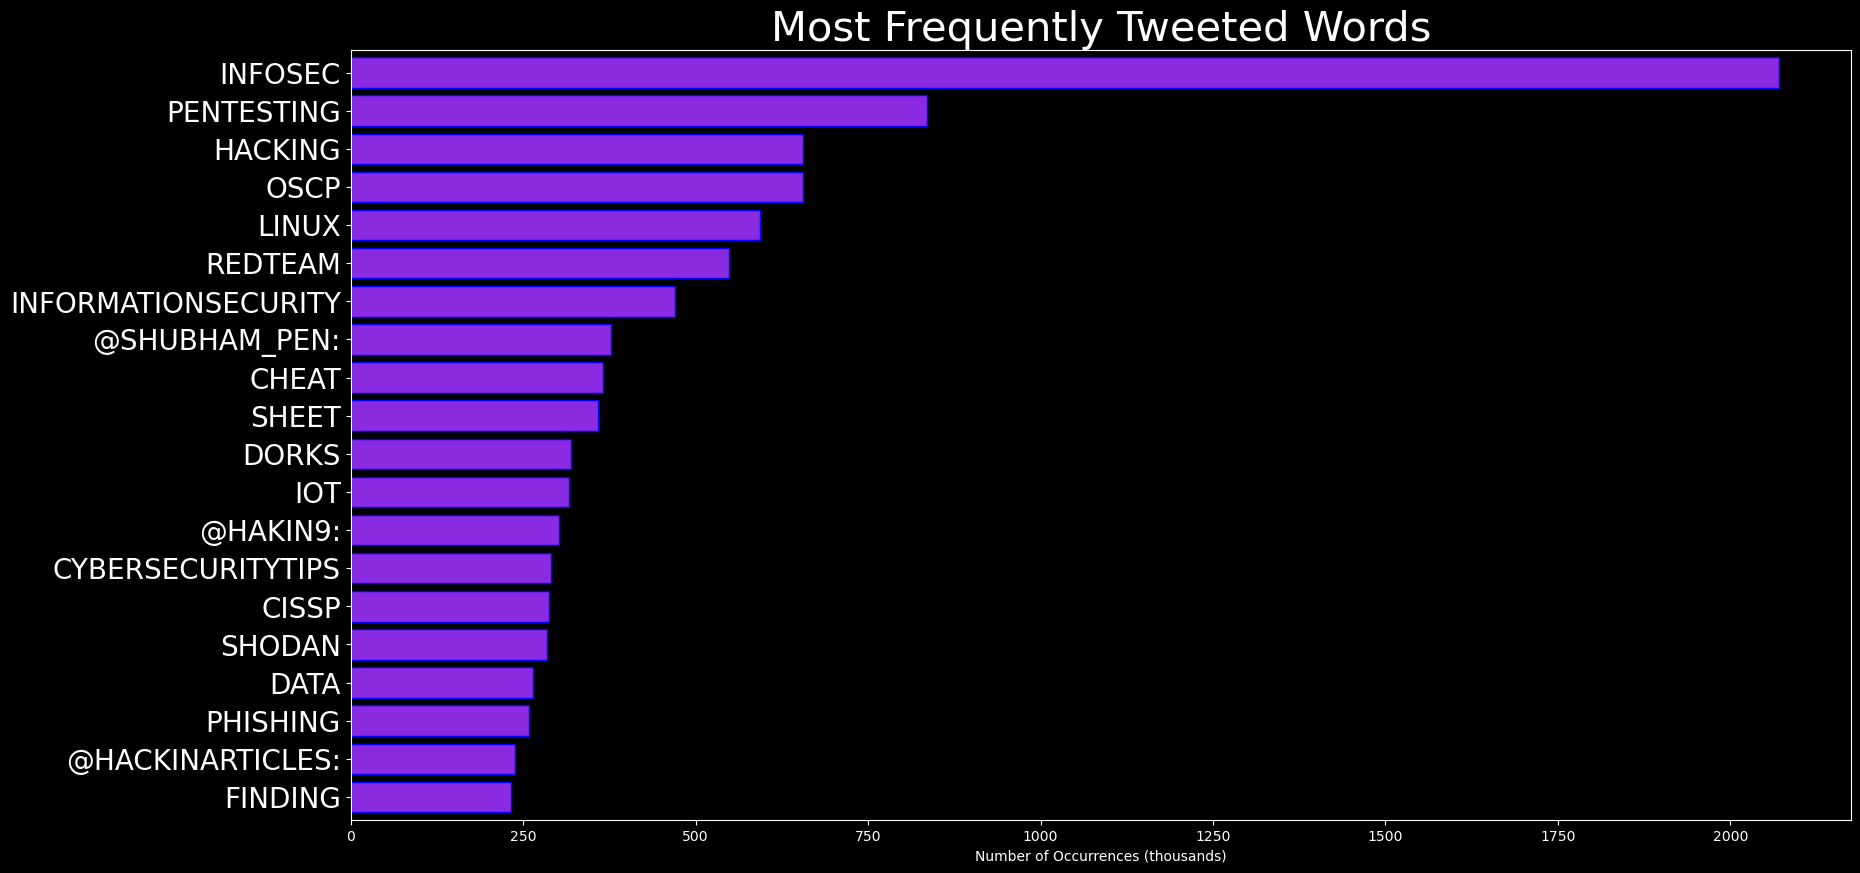 Most Frequently Tweeted Words
INFOSEC
PENTESTING
HACKING
OSCP
LINUX
REDTEAM
INFORMATIONSECURITY
@SHUBHAM_PEN:
CHEAT
SHEET
DORKS
IOT
@HAKIN9:
CYBERSECURITYTIPS
CISSP
SHODAN
DATA
PHISHING
@HACKINARTICLES:
FINDING
0 250 500 750 1000 1250 1500 1750 2000
Number of Occurrences (thousands)